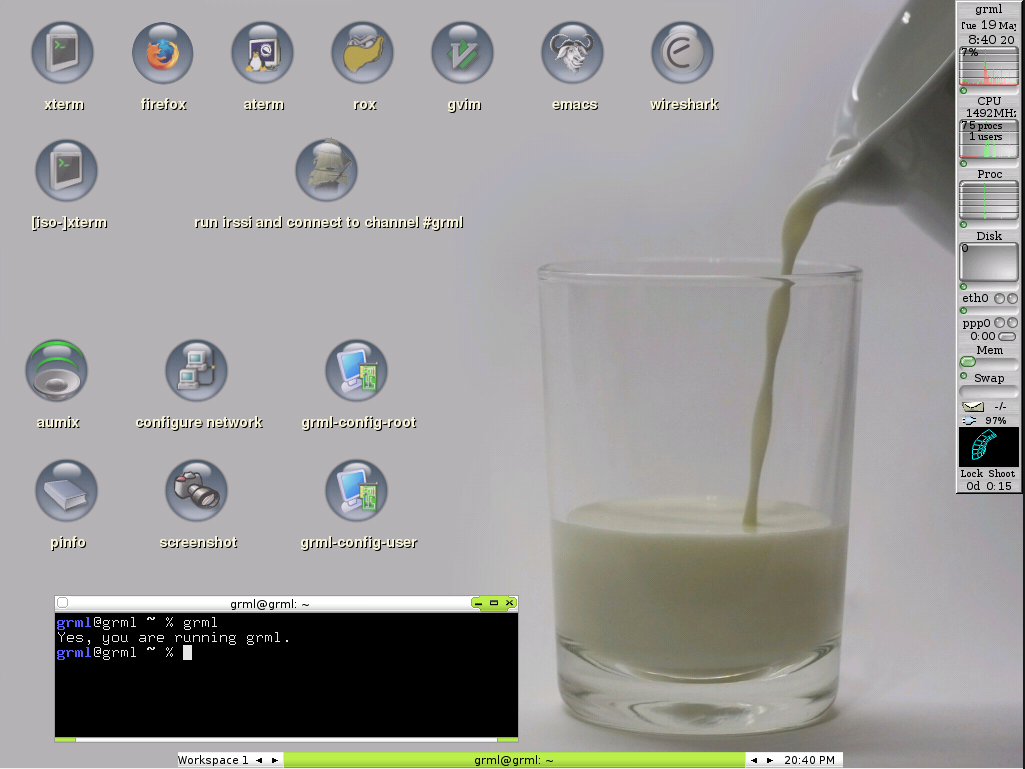 xterm firefox aterm rox gvim emacs wireshark
[iso-]xterm run irssi and connect to channel #grml
aumix configure network grml-config-root
pinfo screenshot grml-config-user
grml@grml: ~
grml@grml ~ % grml
Yes, you are running grml.
grml@grml ~ %
Workspace 1 ◄ ► grml@grml: ~ ◄ ► 20:40 PM
grml
Tue 19 May
8:40 20
7%
CPU
1492MHz
75 procs
1 users
Proc
Disk
0
eth0
ppp0
0:00
Mem
Swap
-/-
97%
Lock Shoot
0d 0:15